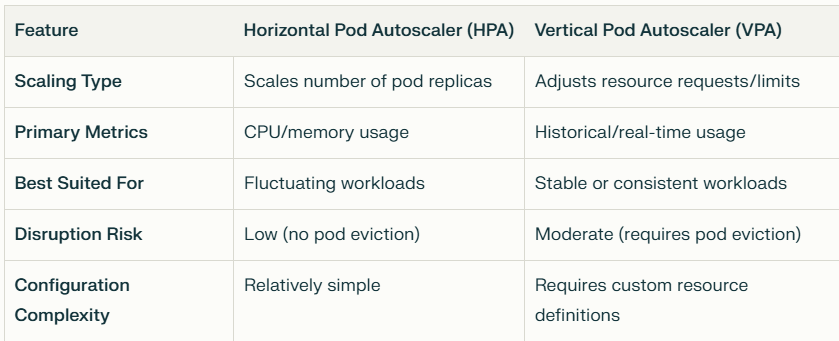 Feature Horizontal Pod Autoscaler (HPA) Vertical Pod Autoscaler (VPA)
Scaling Type Scales number of pod replicas Adjusts resource requests/limits
Primary Metrics CPU/memory usage Historical/real-time usage
Best Suited For Fluctuating workloads Stable or consistent workloads
Disruption Risk Low (no pod eviction) Moderate (requires pod eviction)
Configuration Relatively simple Requires custom resource
Complexity definitions